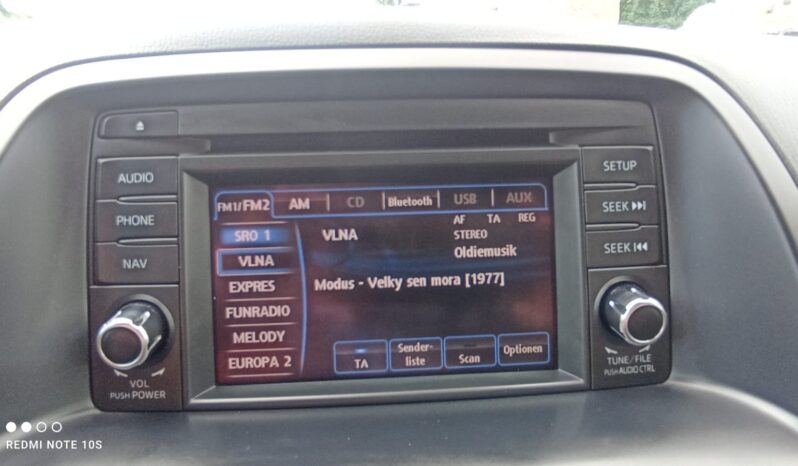 AUDIO
PHONE
NAV
VOL
PUSH POWER
FM1/FM2 AM CD Bluetooth USB AUX
AF TA REG
SRO 1
VLNA
EXPRES
FUNRADIO
MELODY
EUROPA 2
VLNA
STEREO
Oldiemusik
Modus - Velky sen mora [1977]
TA
Sender-
liste
Scan
Optionen
SETUP
SEEK
SEEK
TUNE/FILE
PUSH AUDIO CTRL
REDMI NOTE 10S